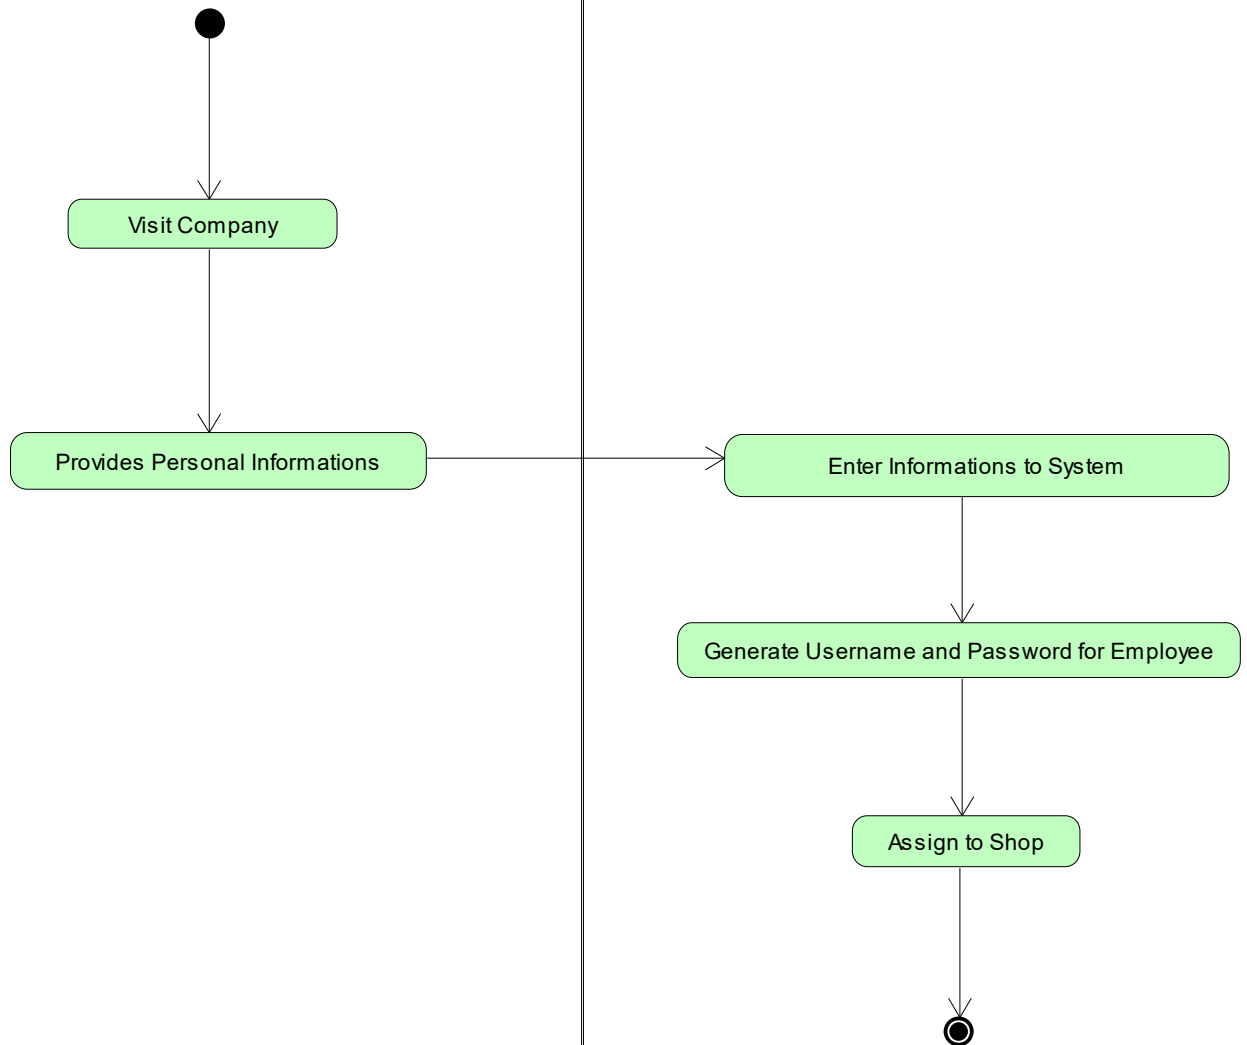 Visit Company
Provides Personal Informations
Enter Informations to System
Generate Username and Password for Employee
Assign to Shop